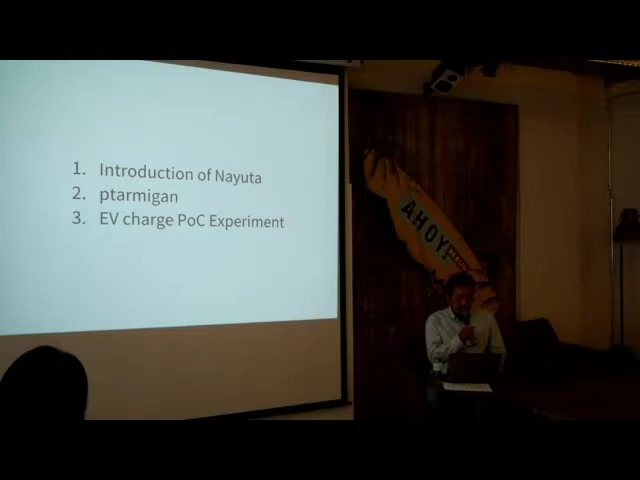 1. Introduction of Nayuta
2. ptarmigan
3. EV charge PoC Experiment
AHOY!